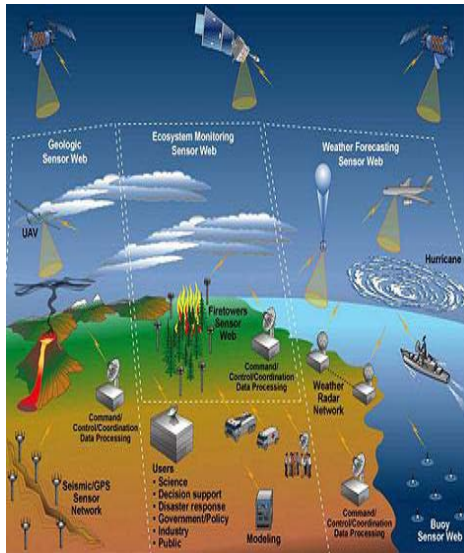 Geologic
Sensor Web
Ecosystem Monitoring
Sensor Web
Weather Forecasting
Sensor Web
UAV
Hurricane
Firetowers
Sensor
Web
Command/
Control/Coordination
Data Processing
Weather
Radar
Network
Command/
Control/Coordination
Data Processing
Seismic/GPS
Sensor
Network
Users
• Science
• Decision support
• Disaster response
• Government/Policy
• Industry
• Public
Modeling
Command/
Control/Coordination
Data Processing
Buoy
Sensor Web